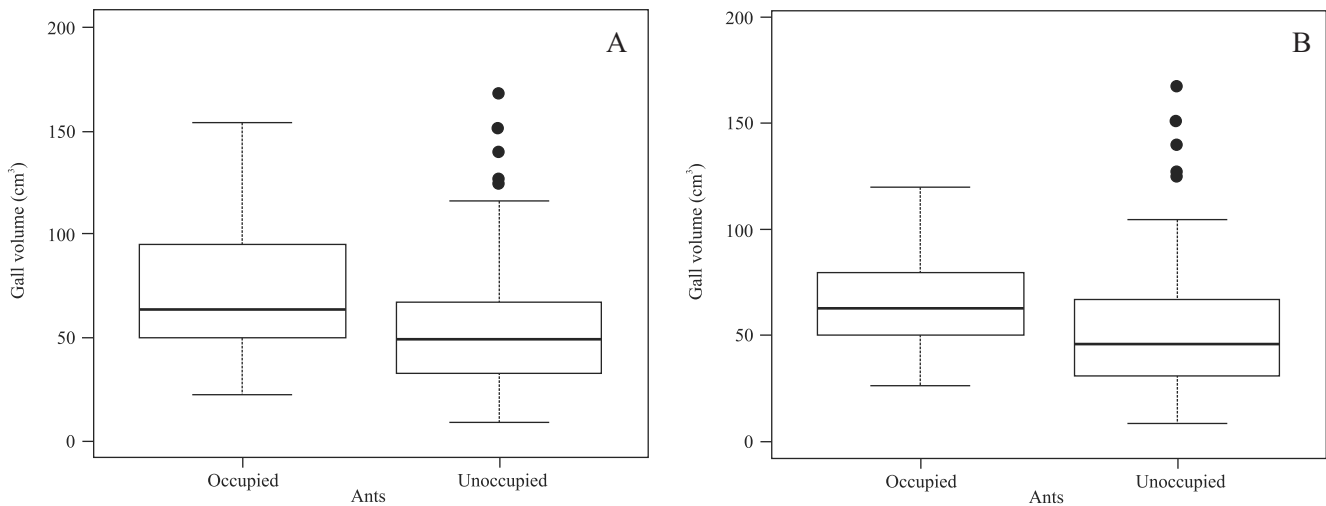 200
A
150
Gall volume (cm³)
100
50
0
Occupied
Unoccupied
Ants
200
B
150
Gall volume (cm³)
100
50
0
Occupied
Unoccupied
Ants